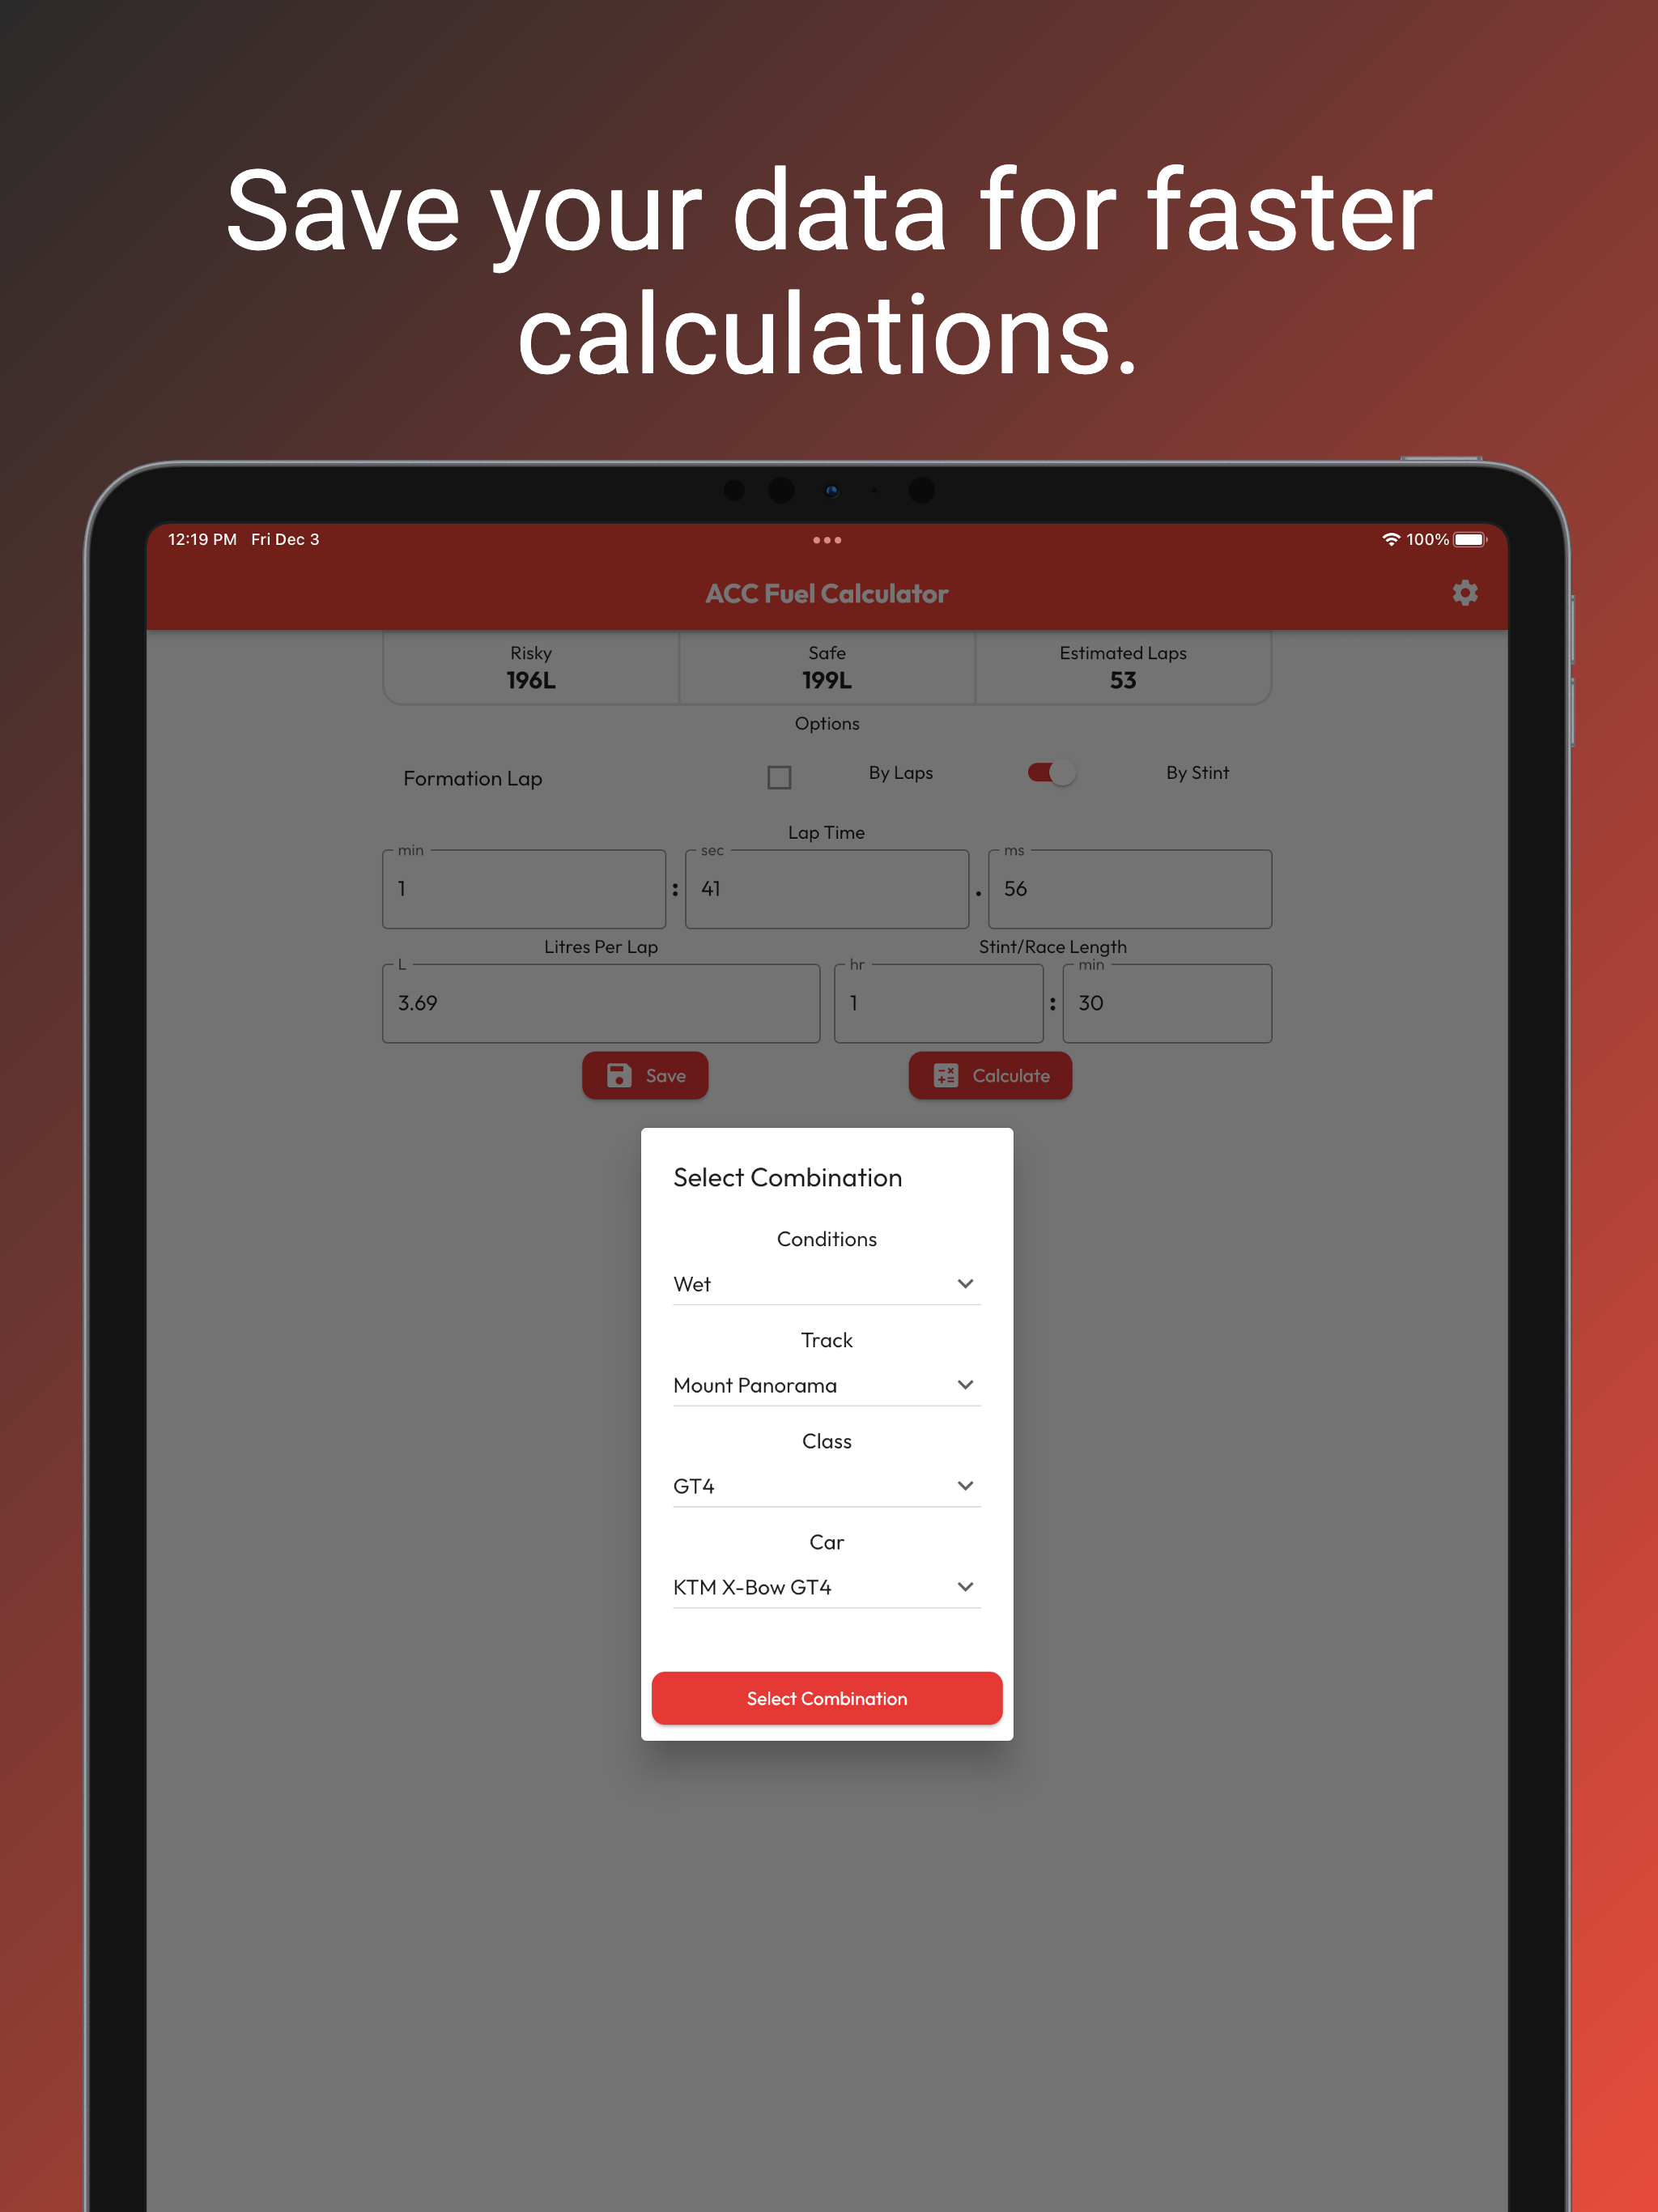 Save your data for faster
calculations.
12:19 PM Fri Dec 3
100%
ACC Fuel Calculator
Risky Safe Estimated Laps
196L 199L 53
Options
Formation Lap By Laps By Stint
Lap Time
min sec ms
1 : 41 . 56
Litres Per Lap Stint/Race Length
L hr min
3.69 1 : 30
Save Calculate
Select Combination
Conditions
Wet
Track
Mount Panorama
Class
GT4
Car
KTM X-Bow GT4
Select Combination